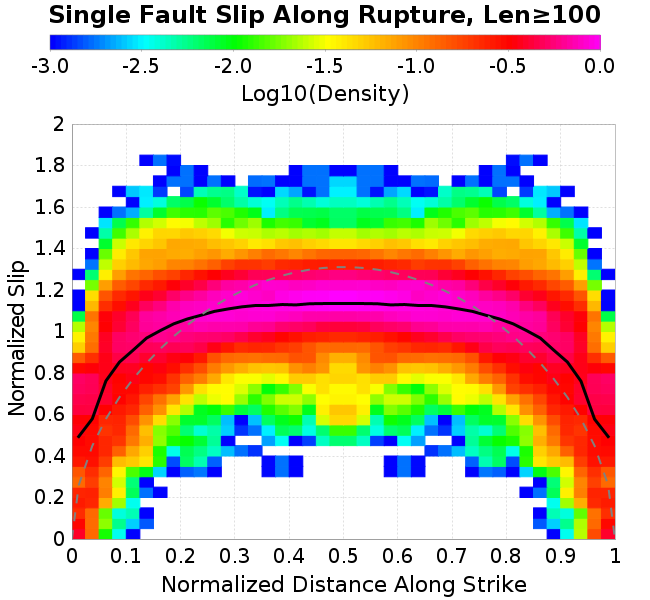 Single Fault Slip Along Rupture, Len≥100
-3.0 -2.5 -2.0 -1.5 -1.0 -0.5 0.0
Log10(Density)
Normalized Slip
2
1.8
1.6
1.4
1.2
1
0.8
0.6
0.4
0.2
0
0 0.1 0.2 0.3 0.4 0.5 0.6 0.7 0.8 0.9 1
Normalized Distance Along Strike